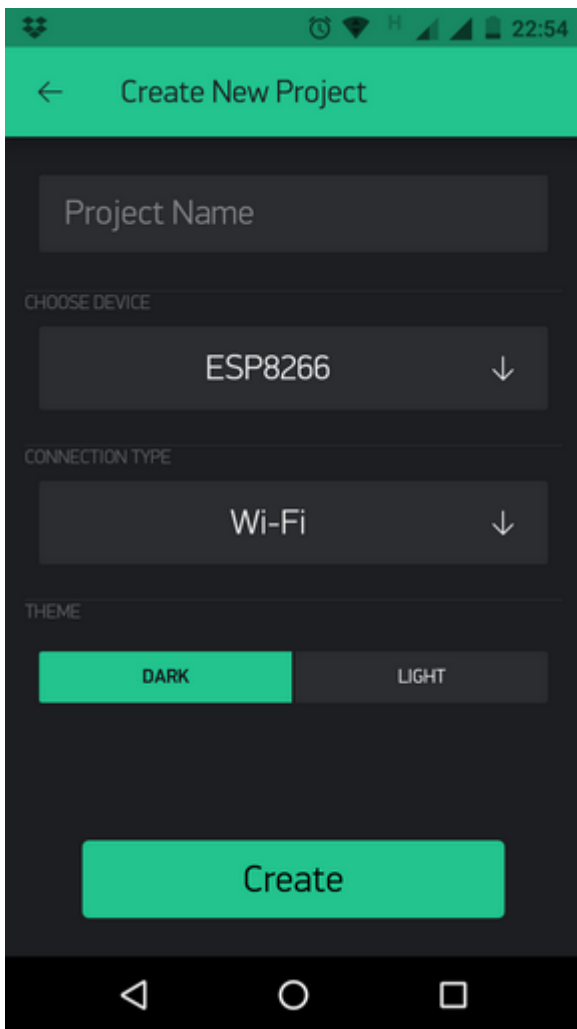 H 22:54
Create New Project
Project Name
CHOOSE DEVICE
ESP8266
CONNECTION TYPE
Wi-Fi
THEME
DARK LIGHT
Create